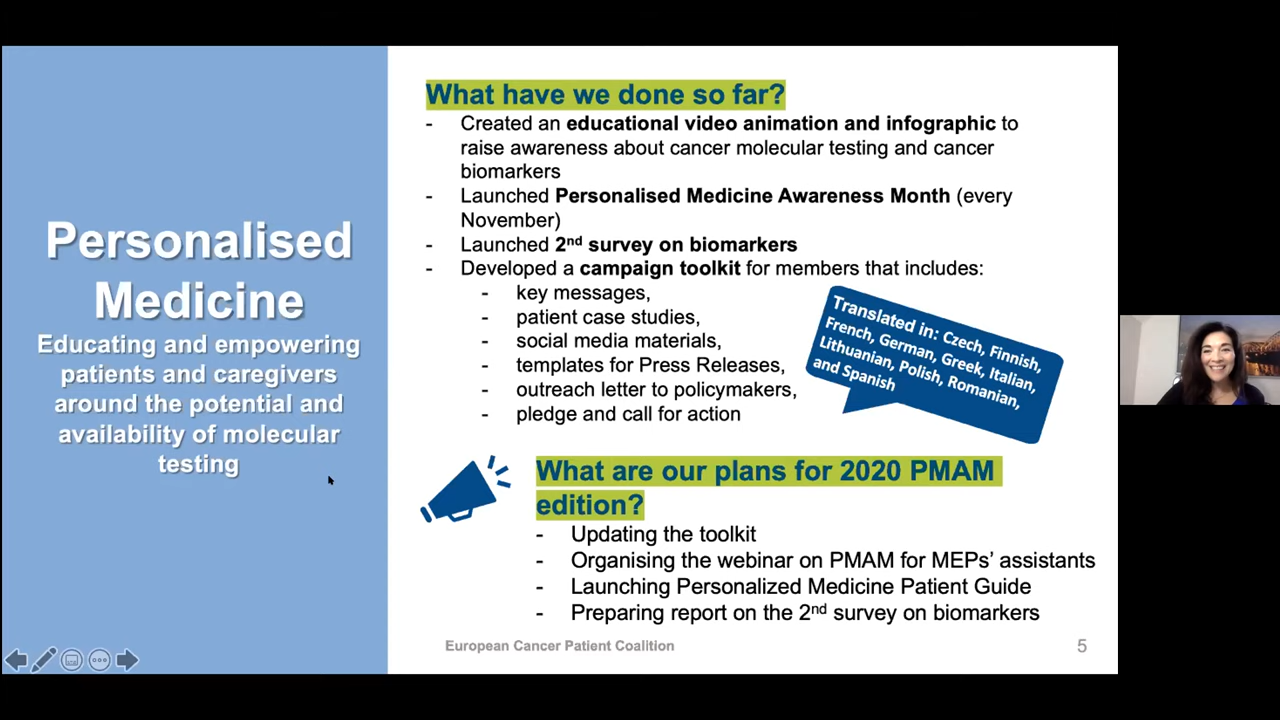 Personalised
Medicine
Educating and empowering
patients and caregivers
around the potential and
availability of molecular
testing
What have we done so far?
- Created an educational video animation and infographic to
raise awareness about cancer molecular testing and cancer
biomarkers
- Launched Personalised Medicine Awareness Month (every
November)
- Launched 2nd survey on biomarkers
- Developed a campaign toolkit for members that includes:
- key messages,
- patient case studies,
- social media materials,
- templates for Press Releases,
- outreach letter to policymakers,
- pledge and call for action
Translated in: Czech, Finnish,
French, German, Greek, Italian,
Lithuanian, Polish, Romanian,
and Spanish
What are our plans for 2020 PMAM
edition?
- Updating the toolkit
- Organising the webinar on PMAM for MEPs’ assistants
- Launching Personalized Medicine Patient Guide
- Preparing report on the 2nd survey on biomarkers
European Cancer Patient Coalition
5